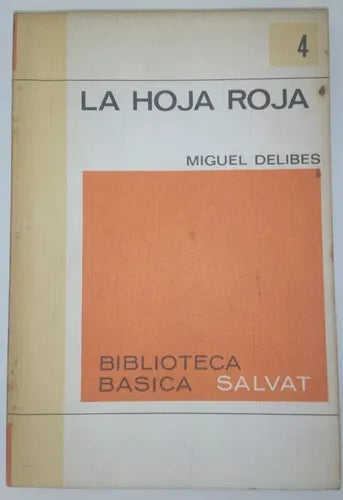 4
LA HOJA ROJA
MIGUEL DELIBES
BIBLIOTECA
BASICA SALVAT